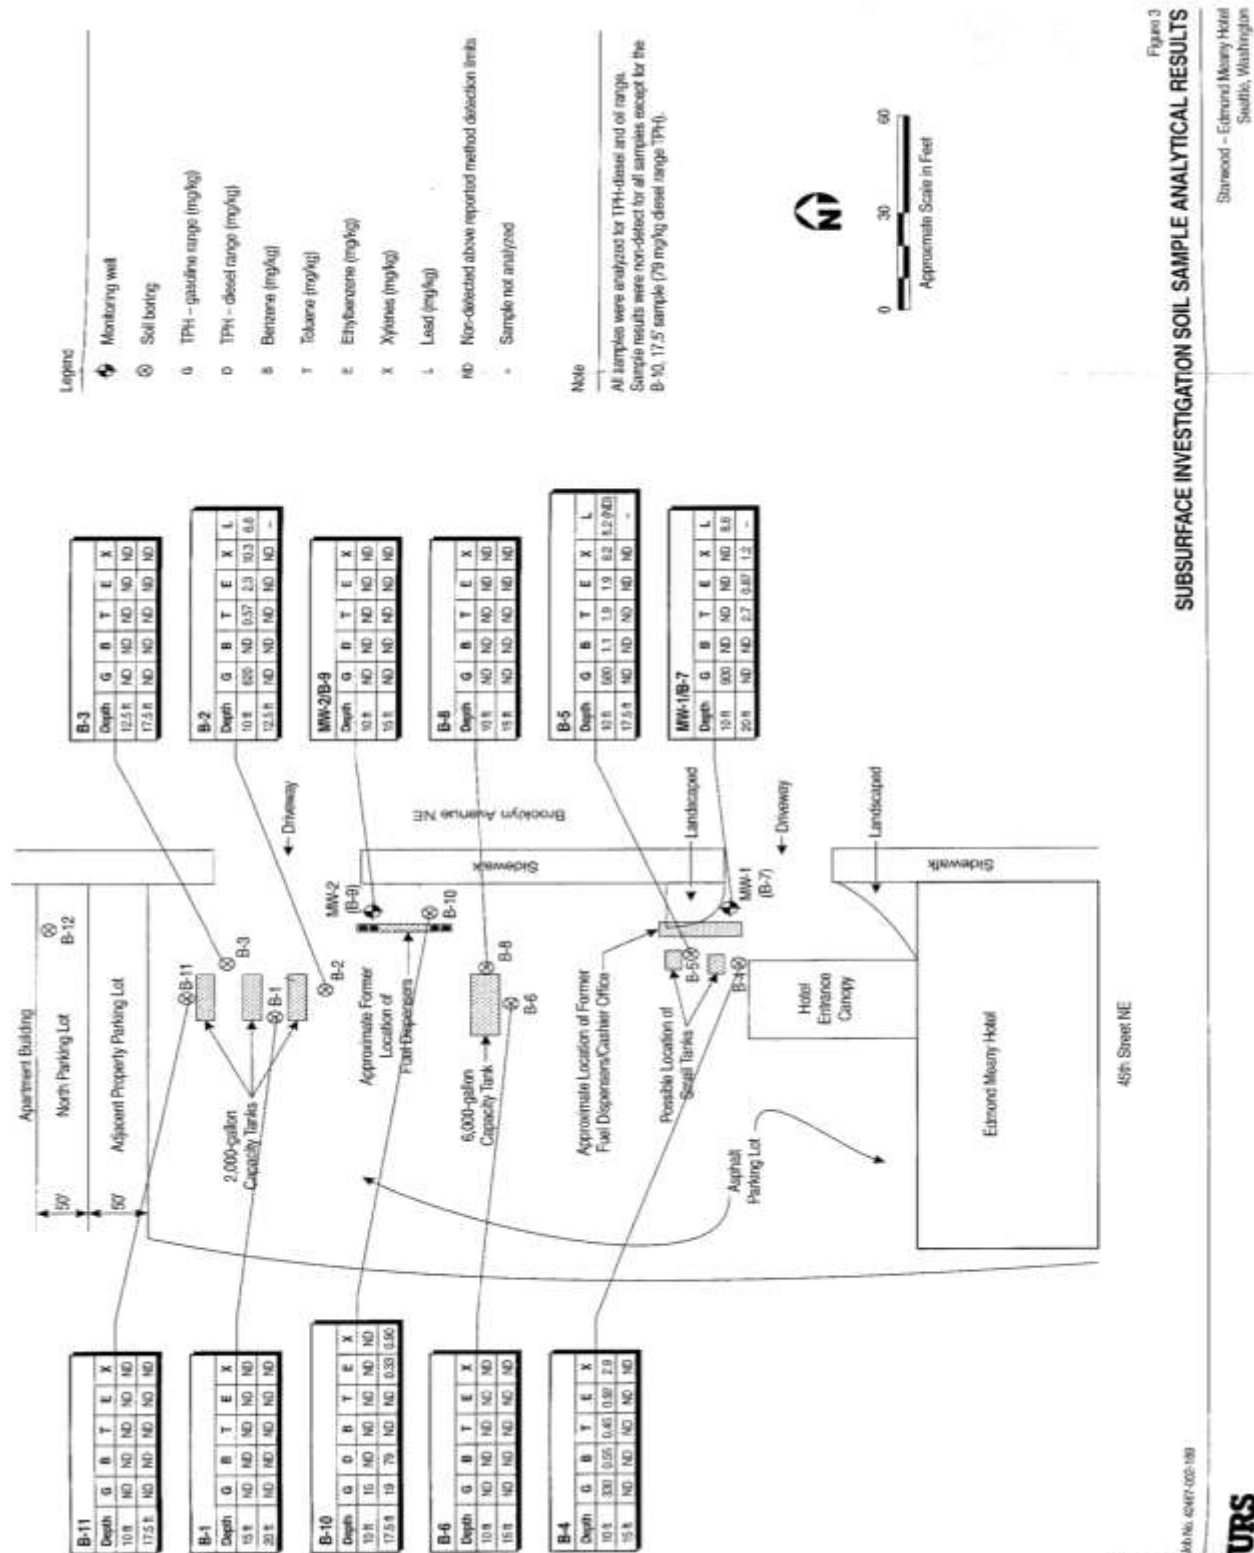 Apartment Building
North Parking Lot
Adjacent Property Parking Lot
50'
50'
B-12
B-11
B-3
B-1
B-2
2,000-gallon
Capacity Tanks
Driveway
MW-2
(B-9)
B-10
Approximate Former
Location of
Fuel Dispensers
Sidewalk
Brooklyn Avenue NE
6,000-gallon
Capacity Tank
B-8
B-6
Approximate Location of Former
Fuel Dispensers/Cashier Office
Possible Location of
Small Tanks
B-5
B-4
Landscaped
MW-1
(B-7)
Driveway
Landscaped
Sidewalk
Asphalt
Parking Lot
Hotel
Entrance
Canopy
Edmond Meany Hotel
45th Street NE
B-11
Depth G B T E X
10 ft ND ND ND ND ND
17.5 ft ND ND ND ND ND
B-1
Depth G B T E X
15 ft ND ND ND ND ND
20 ft ND ND ND ND ND
B-10
Depth G D B T E X
10 ft 15 ND ND ND ND ND
17.5 ft 19 79 ND ND 0.33 0.90
B-6
Depth G B T E X
10 ft ND ND ND ND ND
15 ft ND ND ND ND ND
B-4
Depth G B T E X
10 ft 330 0.55 0.45 0.92 2.9
15 ft ND ND ND ND ND
B-3
Depth G B T E X
12.5 ft ND ND ND ND ND
17.5 ft ND ND ND ND ND
B-2
Depth G B T E X L
10 ft 620 ND 0.57 2.3 10.3 6.6
12.5 ft ND ND ND ND ND -
MW-2/B-9
Depth G B T E X
10 ft ND ND ND ND ND
15 ft ND ND ND ND ND
B-8
Depth G B T E X
10 ft ND ND ND ND ND
15 ft ND ND ND ND ND
B-5
Depth G B T E X L
10 ft 1.1 1.9 1.9 (ND)
17.5 ft ND ND ND ND ND -
MW-1/B-7
Depth G B T E X L
10 ft ND ND ND ND
20 ft ND ND 2.7 0.87 1.2 -
Legend
Monitoring well
Soil boring
G TPH – gasoline range (mg/kg)
D TPH – diesel range (mg/kg)
B Benzene (mg/kg)
T Toluene (mg/kg)
E Ethylbenzene (mg/kg)
X Xylenes (mg/kg)
L Lead (mg/kg)
ND Non-detected above reported method detection limits
- Sample not analyzed
Note
All samples were analyzed for TPH-diesel and oil range.
Sample results were non-detect for all samples except for the
B-10, 17.5' sample (79 mg/kg diesel range TPH).
N
0 30 60
Approximate Scale in Feet
Figure 3
SUBSURFACE INVESTIGATION SOIL SAMPLE ANALYTICAL RESULTS
Starwood – Edmond Meany Hotel
Seattle, Washington
Job No.
URS